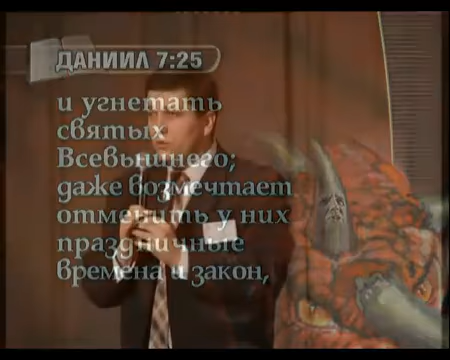 ДАНИИЛ 7:25
и угнетать
святых
Всевышнего;
даже возмечтает
отменить у них
праздничные
времена и закон,